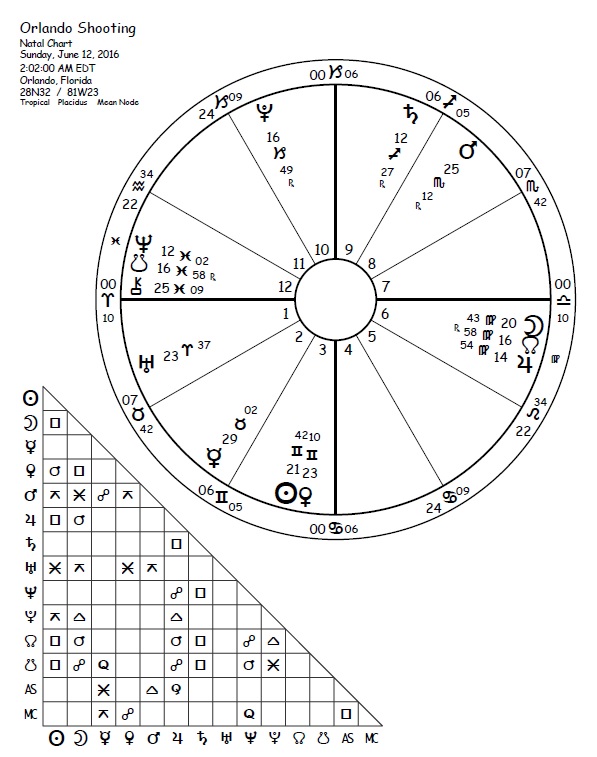 Orlando Shooting
Natal Chart
Sunday, June 12, 2016
2:02:00 AM EDT
Orlando, Florida
28N32 / 81W23
Tropical Placidus Mean Node
00 ♑ 06
24 ♑ 09
06 ♐ 05
♇
16
♑
49
℞
♄
12
♐
27
℞
♂
25
♏
12
℞
34
♒
22
07
♏
42
10 9
11 8
12 7
1 6
2 5
3 4
♓
♆ 12 ♓ 02
☋ 16 ♓ 58 ℞
⚷ 25 ♓ 09
00
♈
10
00
♎
10
43 ♍ 20 ☽
℞ 58 ♍ 16 ☊
54 ♍ 14 ♃
♍
♅ 23 ♈ 37
07
♉
42
34
♌
22
02
♉
29
☿
42 10
♊ ♊
21 23
☉ ♀
06 ♊ 05
24 ♋ 09
00 ♋ 06
☉
☽ □
☿
♀ ☌ □
♂ ⚻ ⚹ ☍ ⚻
♃ □ ☌
♄ □
♅ ⚹ ⚻ ⚹ ⚻
♆ ☍ □
♇ ⚻ △ △
☊ □ ☌ ☌ □ ☍ △
☋ □ ☍ Q ☍ □ ☌ ⚹
AS ⚹ △
MC ⚻ ☍ Q □
☉ ☽ ☿ ♀ ♂ ♃ ♄ ♅ ♆ ♇ ☊ ☋ AS MC